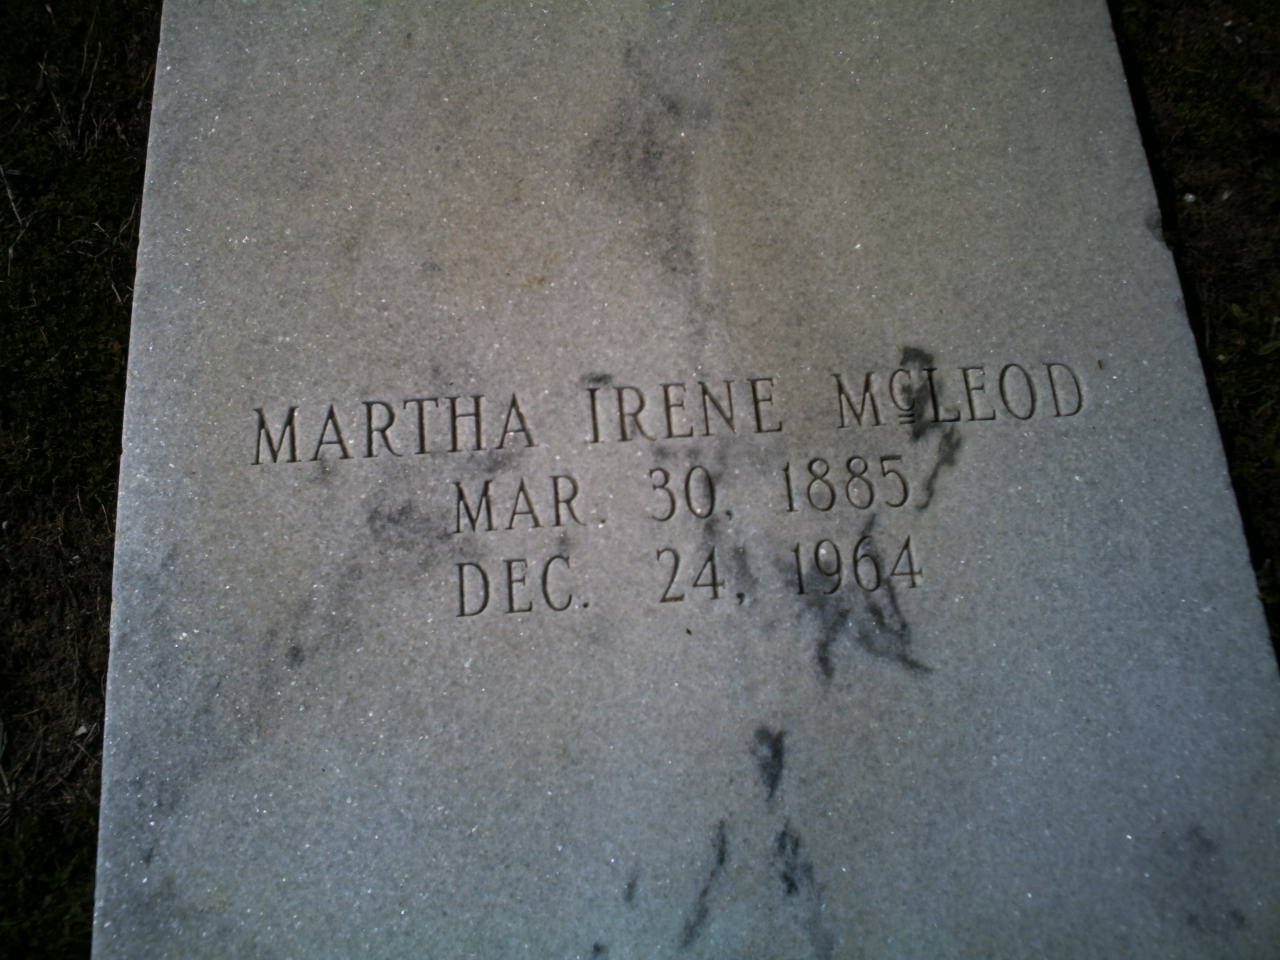 MARTHA IRENE McLEOD
MAR. 30, 1885
DEC. 24, 1964